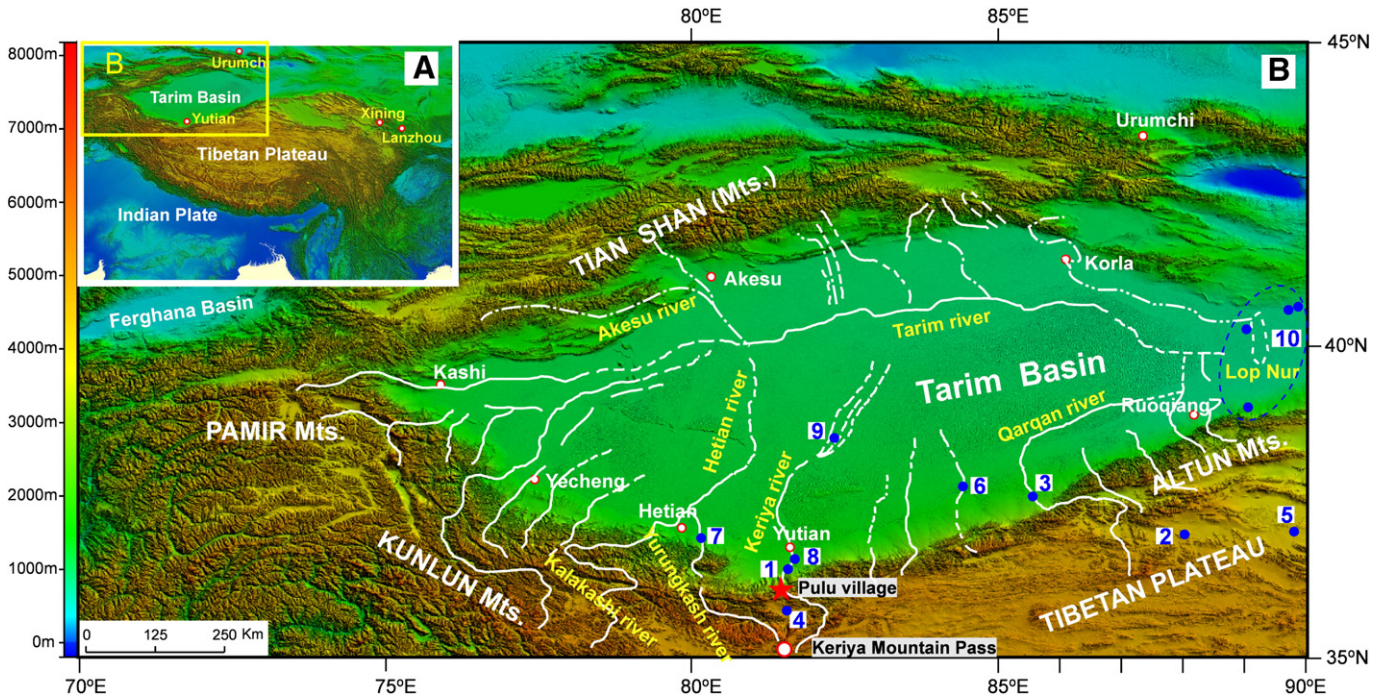 80ºE
85ºE
8000m
7000m
6000m
5000m
4000m
3000m
2000m
1000m
0m
B
A
Urumch
Tarim Basin
Yutian
Xining
Lanzhou
Tibetan Plateau
Indian Plate
B
45ºN
Urumchi
TIAN SHAN (Mts.)
Akesu
Korla
Ferghana Basin
Akesu river
Tarim river
10
40ºN
Kashi
Tarim Basin
Lop Nur
Hetian river
Qarqan river
Ruoqiang
PAMIR Mts.
9
ALTUN Mts.
Yecheng
Keriya river
6
3
Hetian
7
Yutian
2
5
8
1
KUNLUN Mts.
Kalakashi river
Yurungkash river
Pulu village
TIBETAN PLATEAU
4
0
125
250 Km
Keriya Mountain Pass
35ºN
70ºE
75ºE
80ºE
85ºE
90ºE